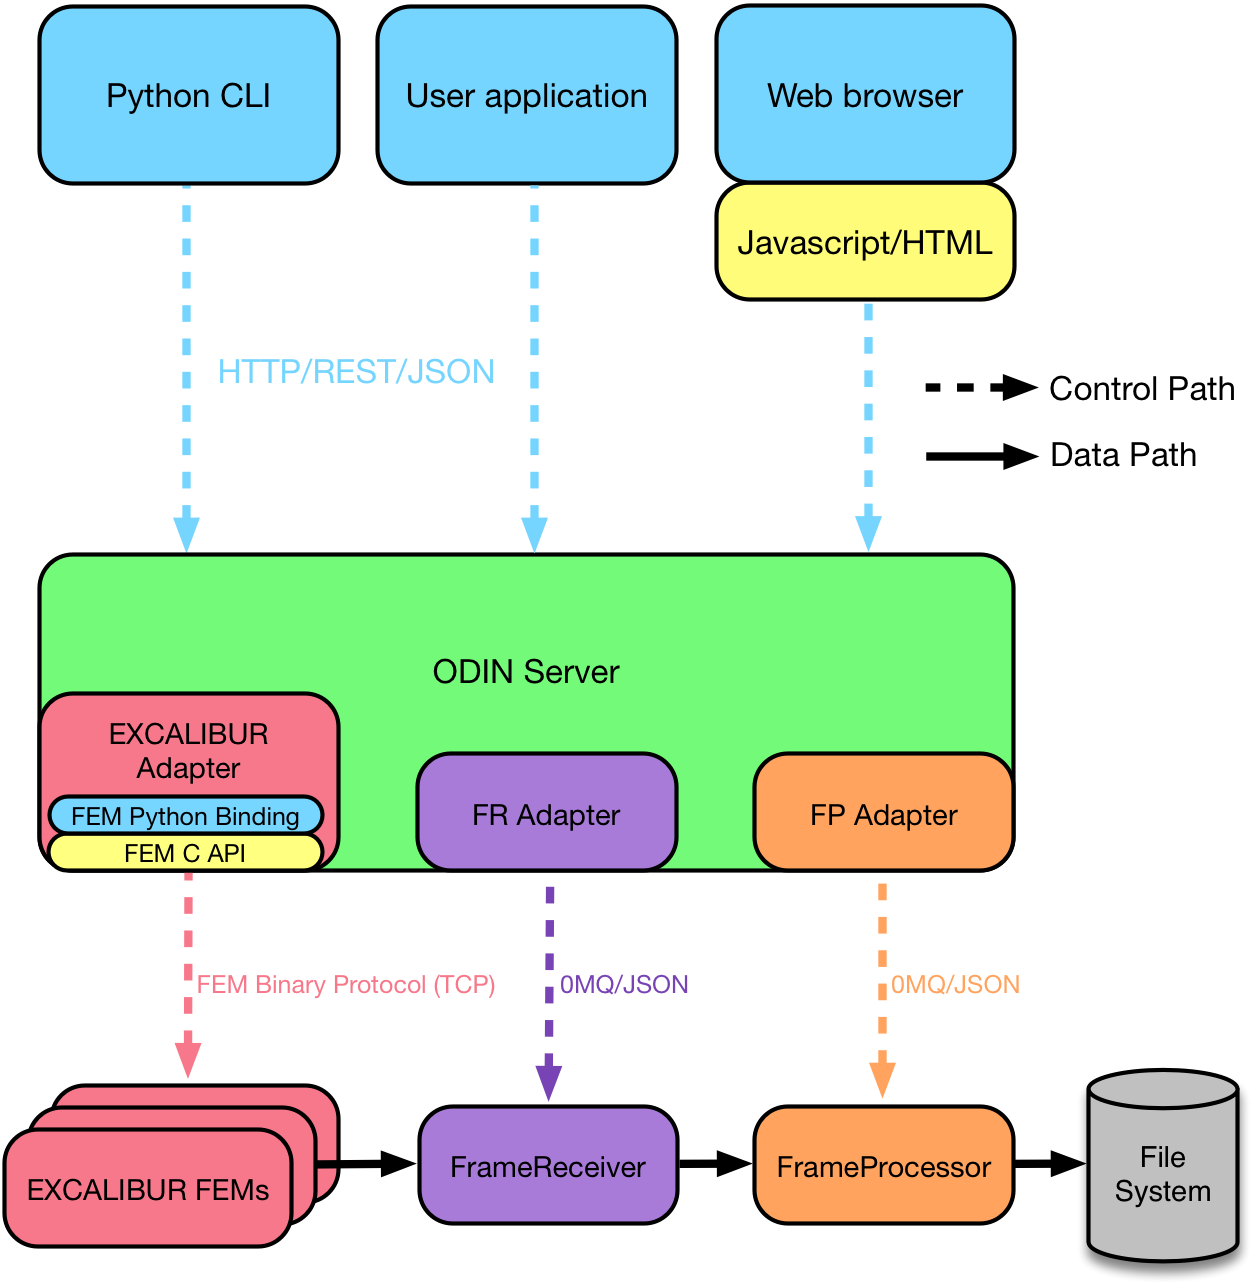 Python CLI
User application
Web browser
Javascript/HTML
HTTP/REST/JSON
Control Path
Data Path
ODIN Server
EXCALIBUR
Adapter
FEM Python Binding
FEM C API
FR Adapter
FP Adapter
FEM Binary Protocol (TCP)
0MQ/JSON
0MQ/JSON
EXCALIBUR FEMs
FrameReceiver
FrameProcessor
File
System